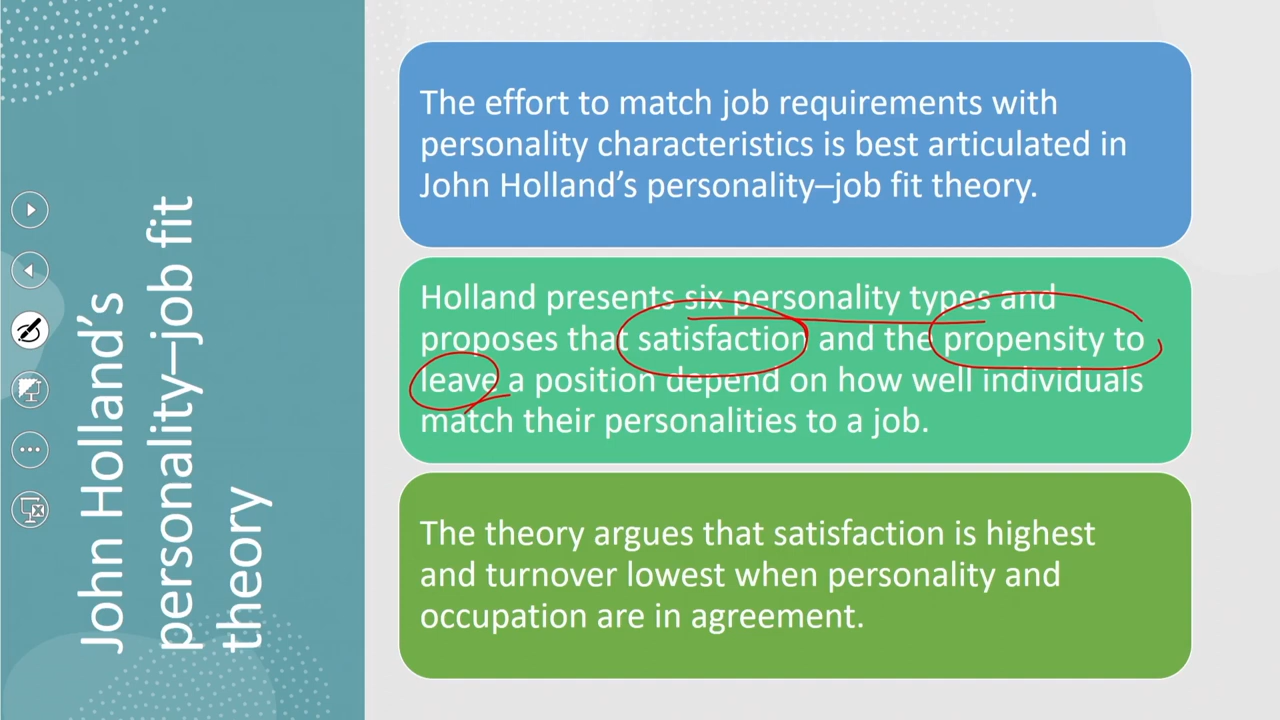 John Holland’s
personality–job fit
theory
The effort to match job requirements with
personality characteristics is best articulated in
John Holland’s personality–job fit theory.
Holland presents six personality types and
proposes that satisfaction and the propensity to
leave a position depend on how well individuals
match their personalities to a job.
The theory argues that satisfaction is highest
and turnover lowest when personality and
occupation are in agreement.